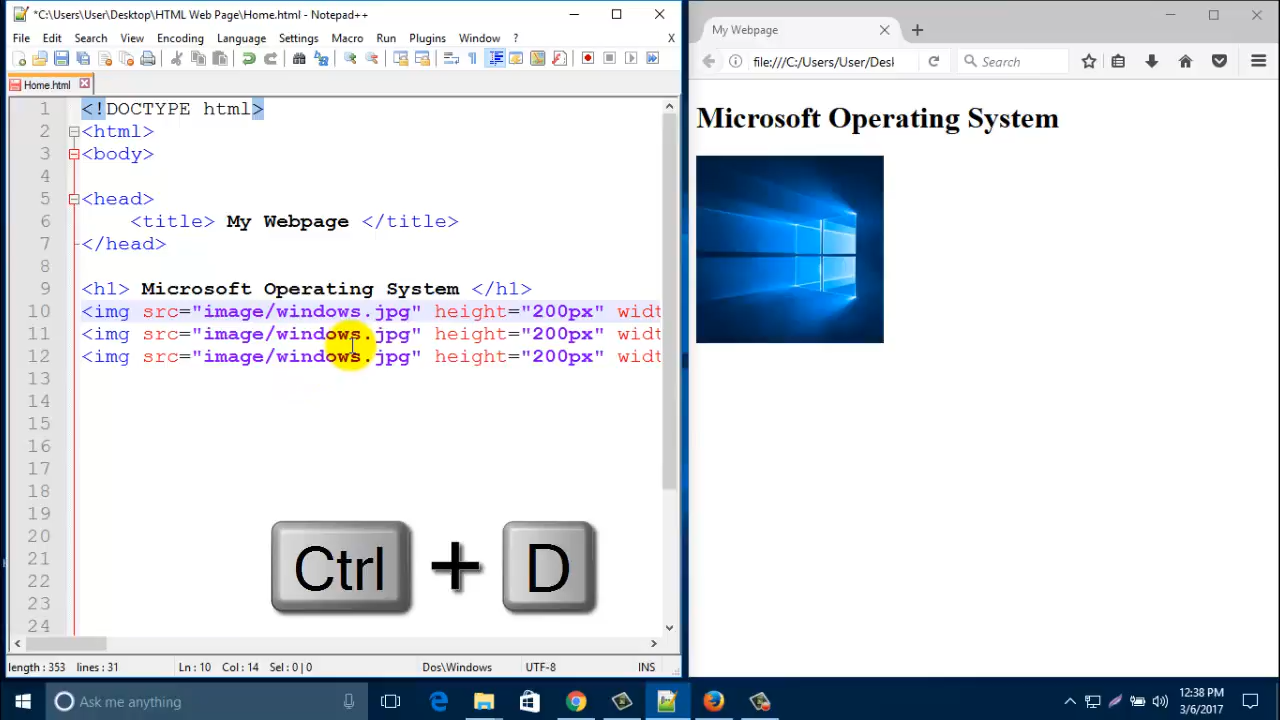 *C:\Users\User\Desktop\HTML Web Page\Home.html - Notepad++
File Edit Search View Encoding Language Settings Macro Run Plugins Window ? X
Home.html
1 <!DOCTYPE html>
2 <html>
3 <body>
4
5 <head>
6 <title> My Webpage </title>
7 </head>
8
9 <h1> Microsoft Operating System </h1>
10 <img src="image/windows.jpg" height="200px" widt
11 <img src="image/windows.jpg" height="200px" widt
12 <img src="image/windows.jpg" height="200px" widt
13
14
15
16
17
18
19
20
21
22
23
24
Ctrl + D
length : 353 lines : 31 Ln : 10 Col : 14 Sel : 0 | 0 Dos\Windows UTF-8 INS
My Webpage
file:///C:/Users/User/Desk
Search
Microsoft Operating System
Ask me anything
12:38 PM
3/6/2017